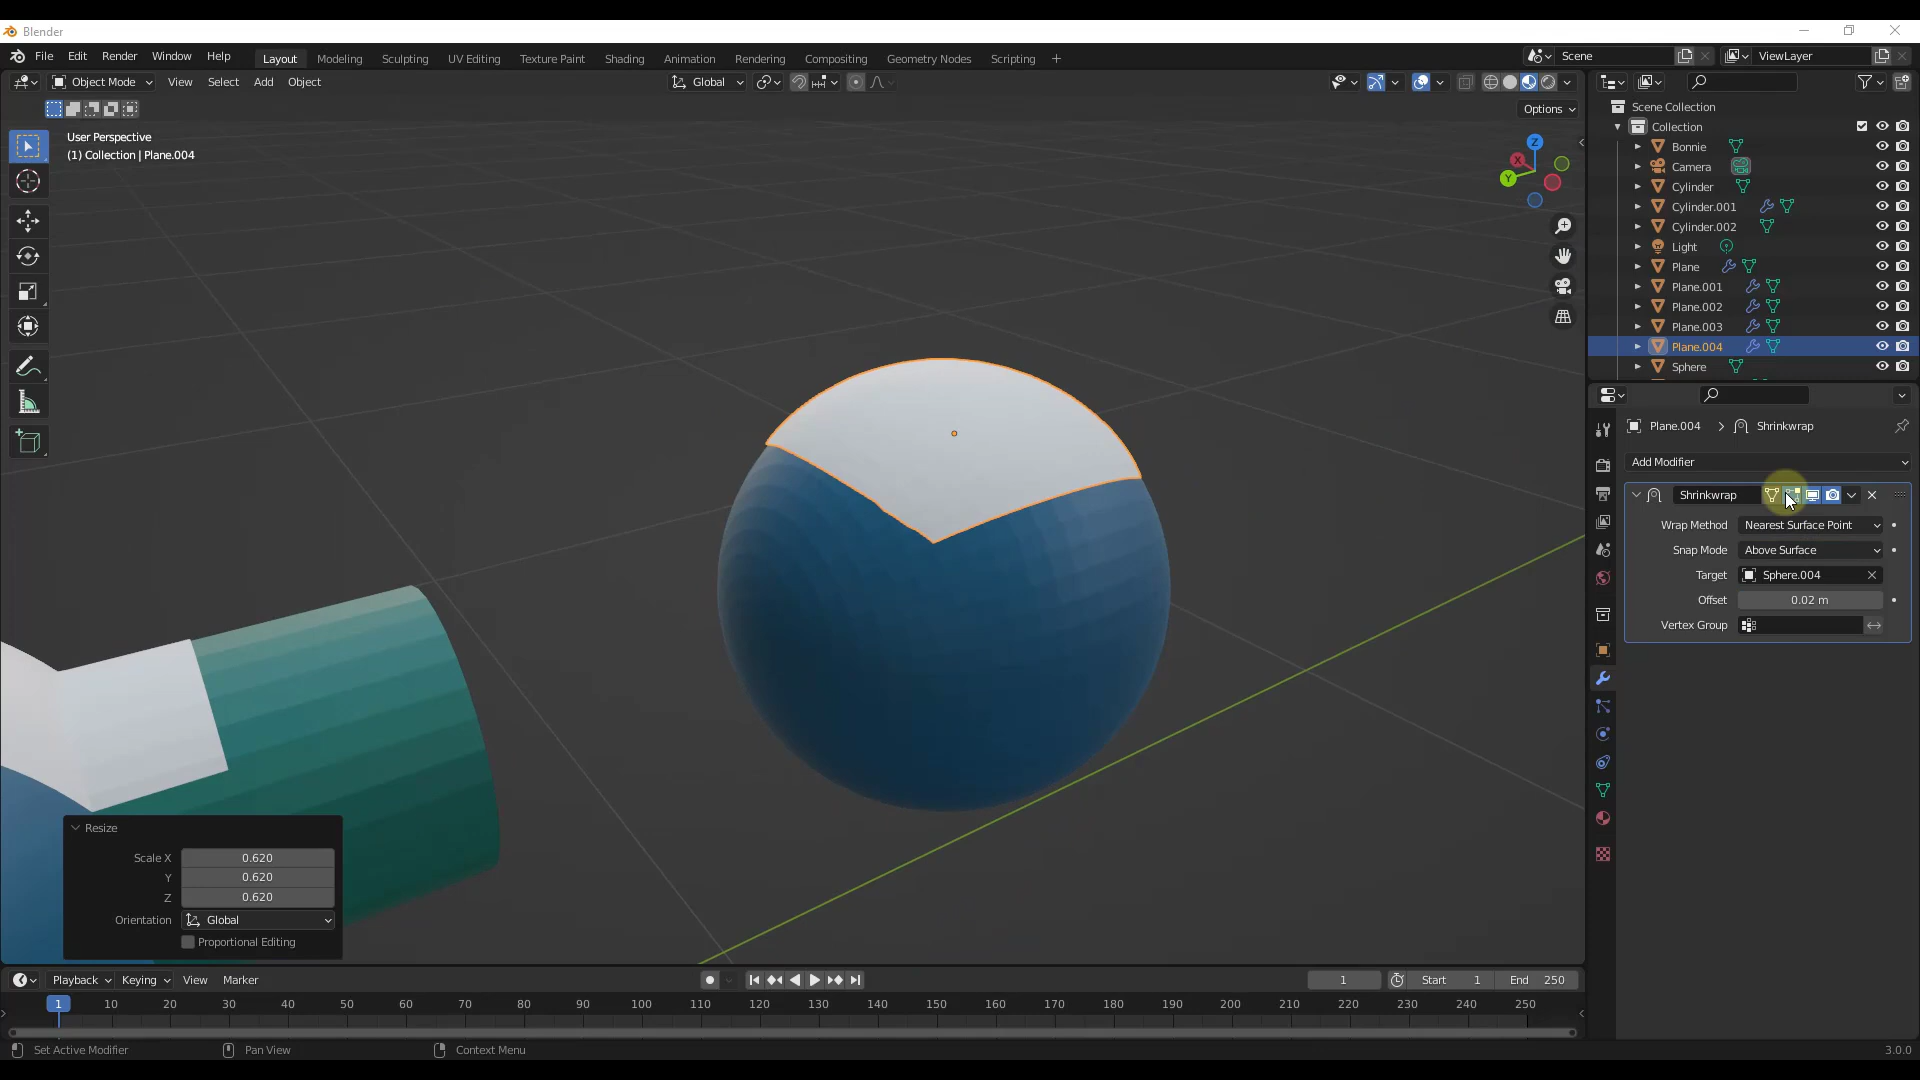 Blender
File Edit Render Window Help Layout Modeling Sculpting UV Editing Texture Paint Shading Animation Rendering Compositing Geometry Nodes Scripting + Scene ViewLayer
Object Mode View Select Add Object Global
Options
User Perspective
(1) Collection | Plane.004
Z
X
Y
Scene Collection
Collection
Bonnie
Camera
Cylinder
Cylinder.001
Cylinder.002
Light
Plane
Plane.001
Plane.002
Plane.003
Plane.004
Sphere
Plane.004 > Shrinkwrap
Add Modifier
Shrinkwrap
Wrap Method Nearest Surface Point
Snap Mode Above Surface
Target Sphere.004
Offset 0.02 m
Vertex Group
Resize
Scale X 0.620
Y 0.620
Z 0.620
Orientation Global
Proportional Editing
Playback Keying View Marker 1 Start 1 End 250
1 10 20 30 40 50 60 70 80 90 100 110 120 130 140 150 160 170 180 190 200 210 220 230 240 250
Set Active Modifier Pan View Context Menu 3.0.0